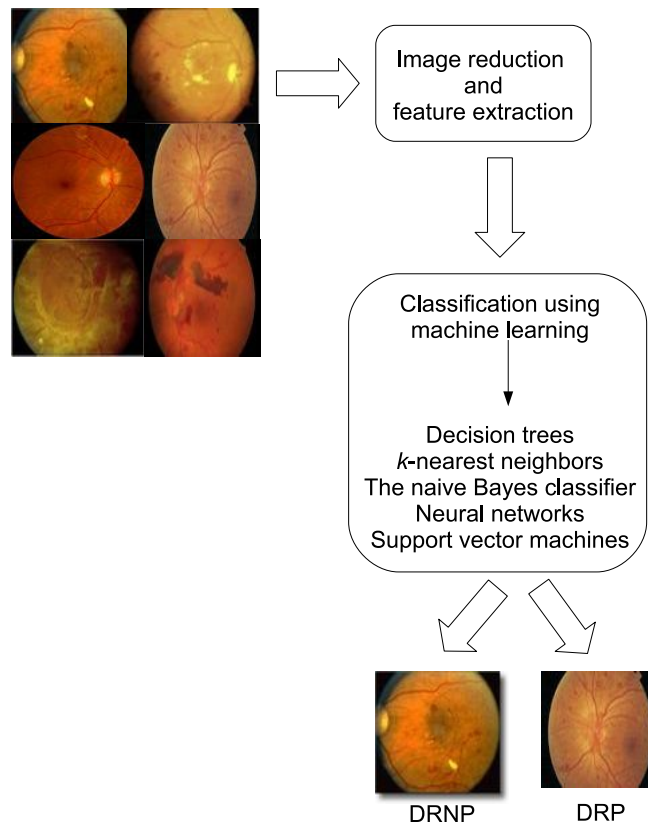 Image reduction
and
feature extraction
Classification using
machine learning
Decision trees
k-nearest neighbors
The naive Bayes classifier
Neural networks
Support vector machines
DRNP
DRP